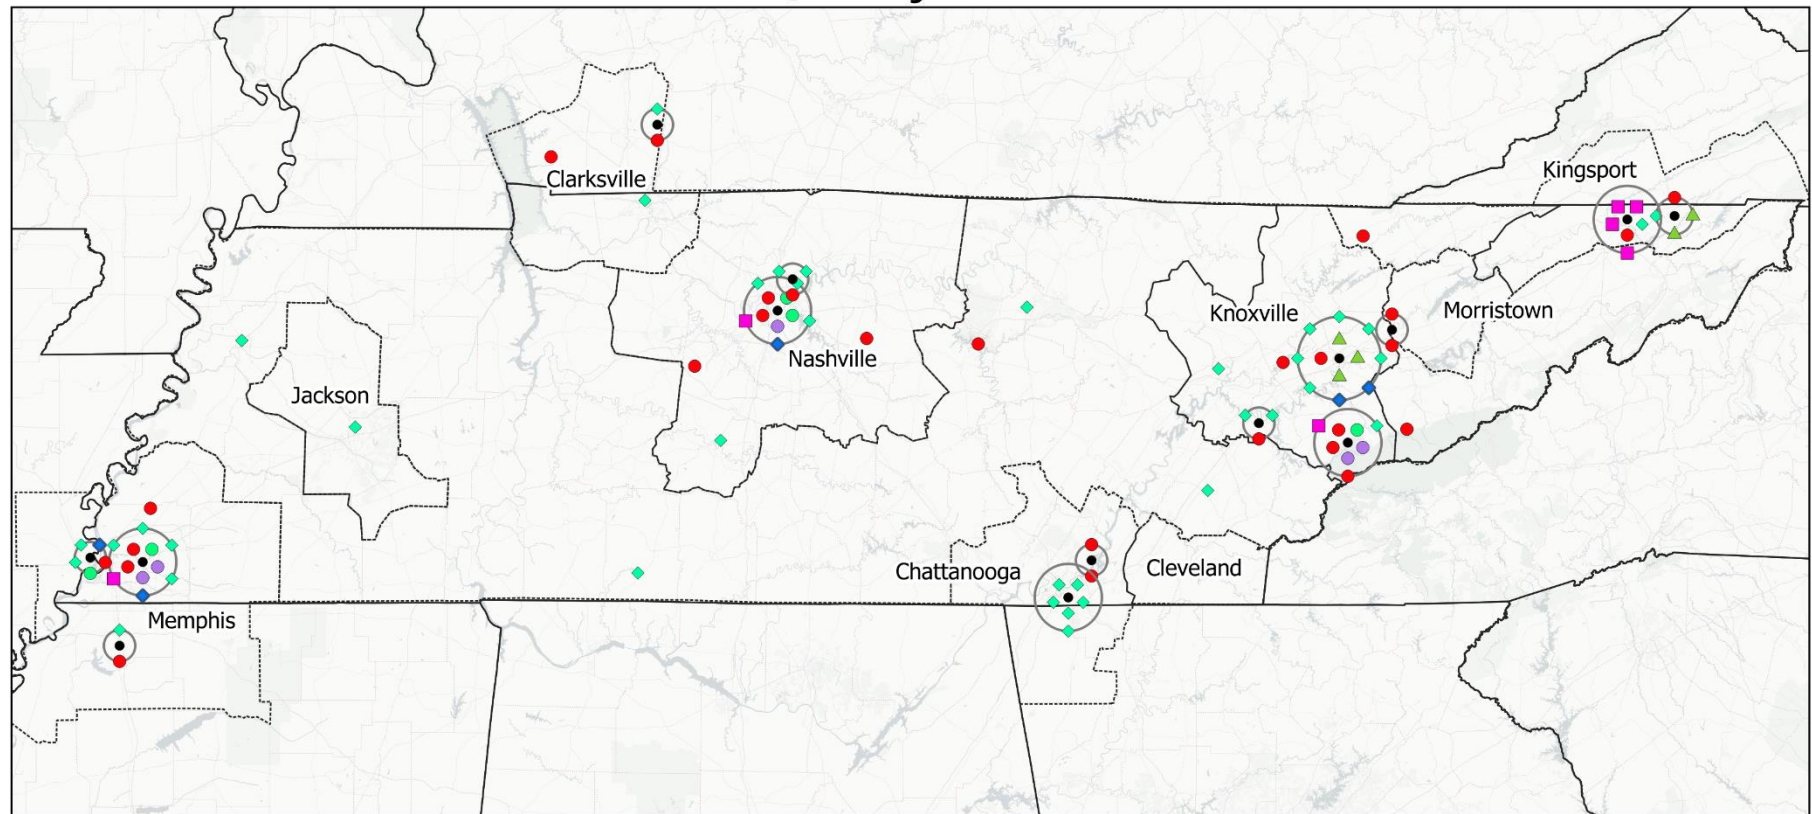 Clarksville
Kingsport
Knoxville
Morristown
Nashville
Jackson
Chattanooga
Cleveland
Memphis